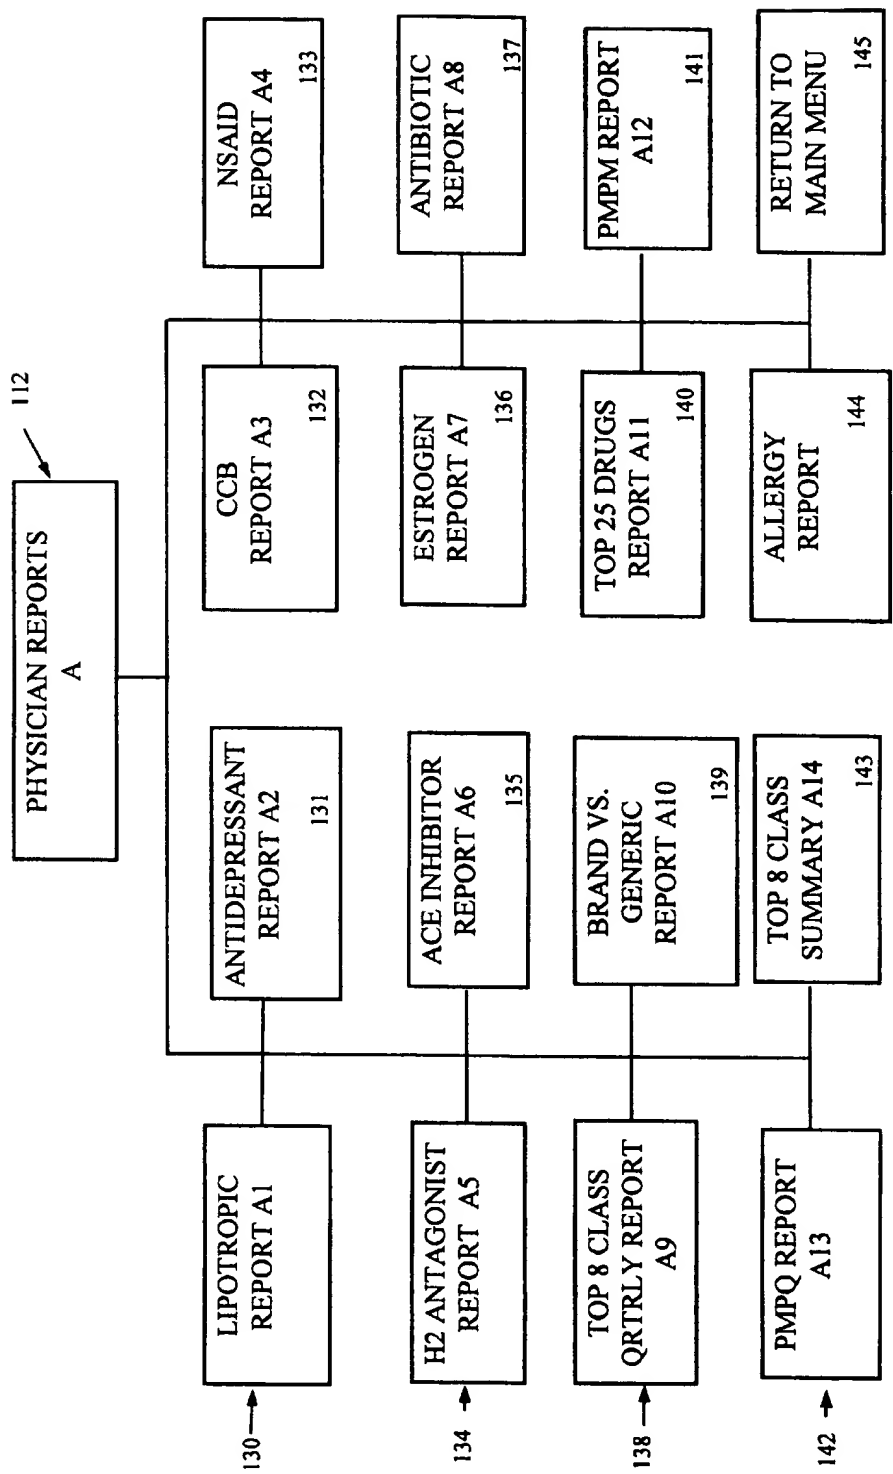 PHYSICIAN REPORTS
A
112
LIPOTROPIC
REPORT A1
130
ANTIDEPRESSANT
REPORT A2
131
CCB
REPORT A3
132
NSAID
REPORT A4
133
H2 ANTAGONIST
REPORT A5
134
ACE INHIBITOR
REPORT A6
135
ESTROGEN
REPORT A7
136
ANTIBIOTIC
REPORT A8
137
TOP 8 CLASS
QRTRLY REPORT
A9
138
BRAND VS.
GENERIC
REPORT A10
139
TOP 25 DRUGS
REPORT A11
140
PMPM REPORT
A12
141
PMPQ REPORT
A13
142
TOP 8 CLASS
SUMMARY A14
143
ALLERGY
REPORT
144
RETURN TO
MAIN MENU
145